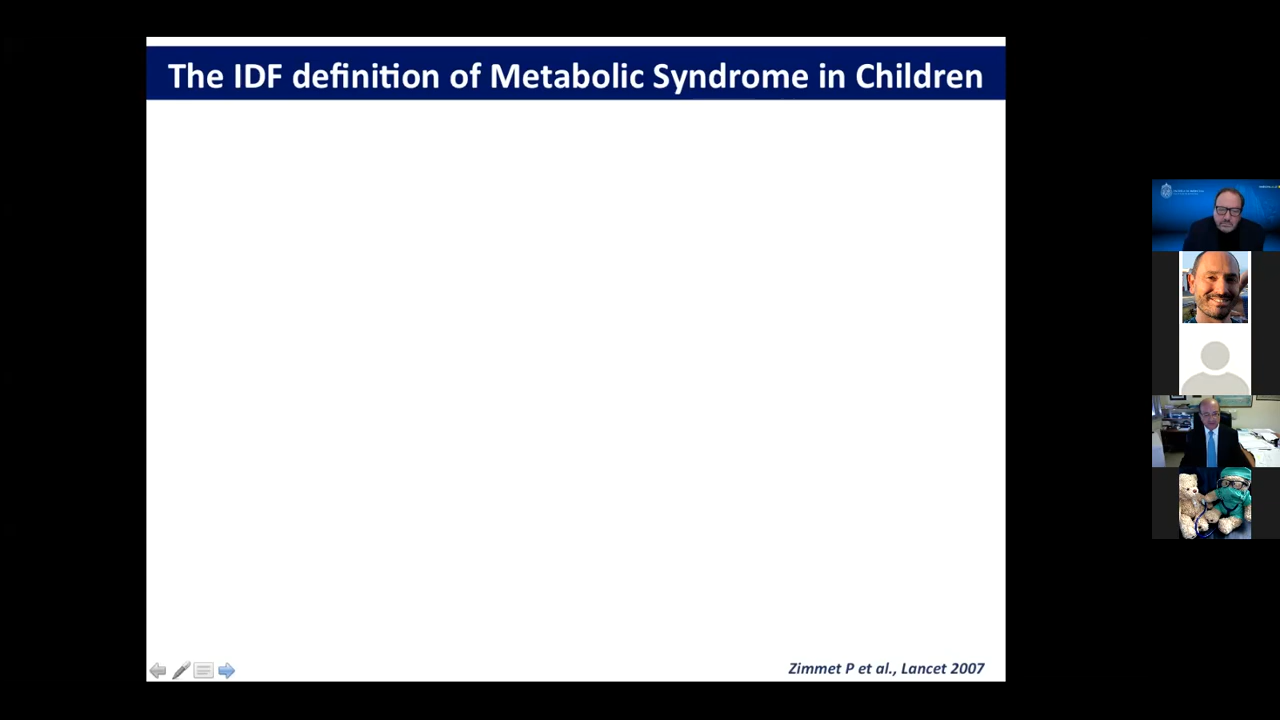 The IDF definition of Metabolic Syndrome in Children
Zimmet P et al., Lancet 2007